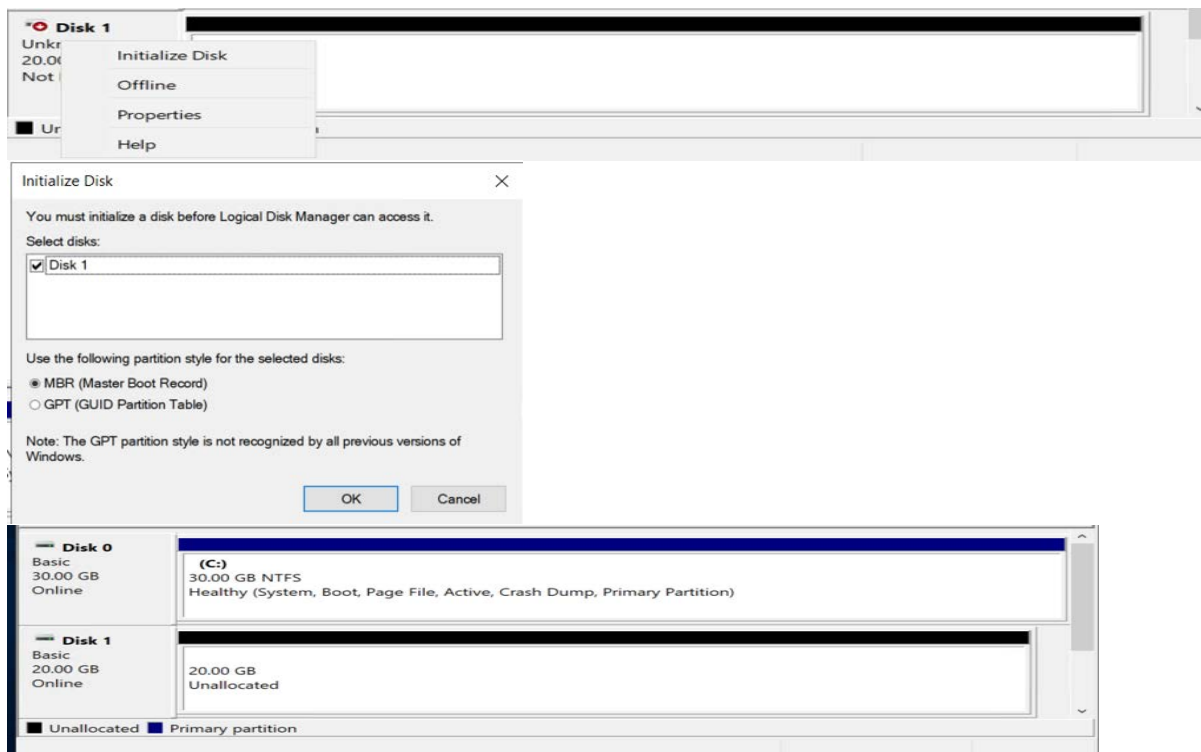 Disk 1
Initialize Disk
20.0
Not
Offline
Properties
Help
Initialize Disk
You must initialize a disk before Logical Disk Manager can access it.
Select disks:
Disk 1
Use the following partition style for the selected disks:
MBR (Master Boot Record)
GPT (GUID Partition Table)
Note: The GPT partition style is not recognized by all previous versions of
Windows.
OK Cancel
Disk 0
Basic
30.00 GB
Online
(C:)
30.00 GB NTFS
Healthy (System, Boot, Page File, Active, Crash Dump, Primary Partition)
Disk 1
Basic
20.00 GB
Online
20.00 GB
Unallocated
Unallocated Primary partition